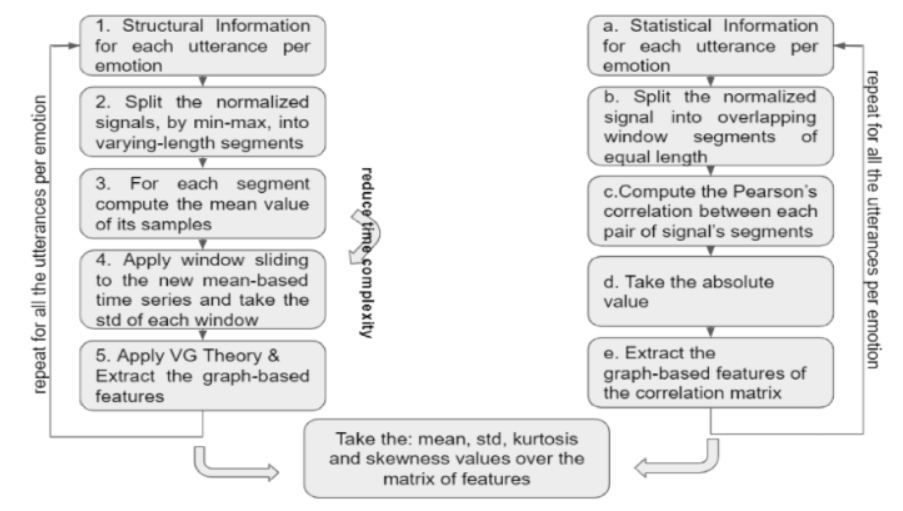 1. Structural Information
for each utterance per
emotion
2. Split the normalized
signals, by min-max, into
varying-length segments
3. For each segment
compute the mean value
of its samples
4. Apply window sliding
to the new mean-based
time series and take the
std of each window
5. Apply VG Theory &
Extract the graph-based
features
repeat for all the utterances per emotion
reduce time complexity
a. Statistical Information
for each utterance per
emotion
b. Split the normalized
signal into overlapping
window segments of
equal length
c.Compute the Pearson's
correlation between each
pair of signal's segments
d. Take the absolute
value
e. Extract the
graph-based features of
the correlation matrix
repeat for all the utterances per emotion
Take the: mean, std, kurtosis
and skewness values over the
matrix of features